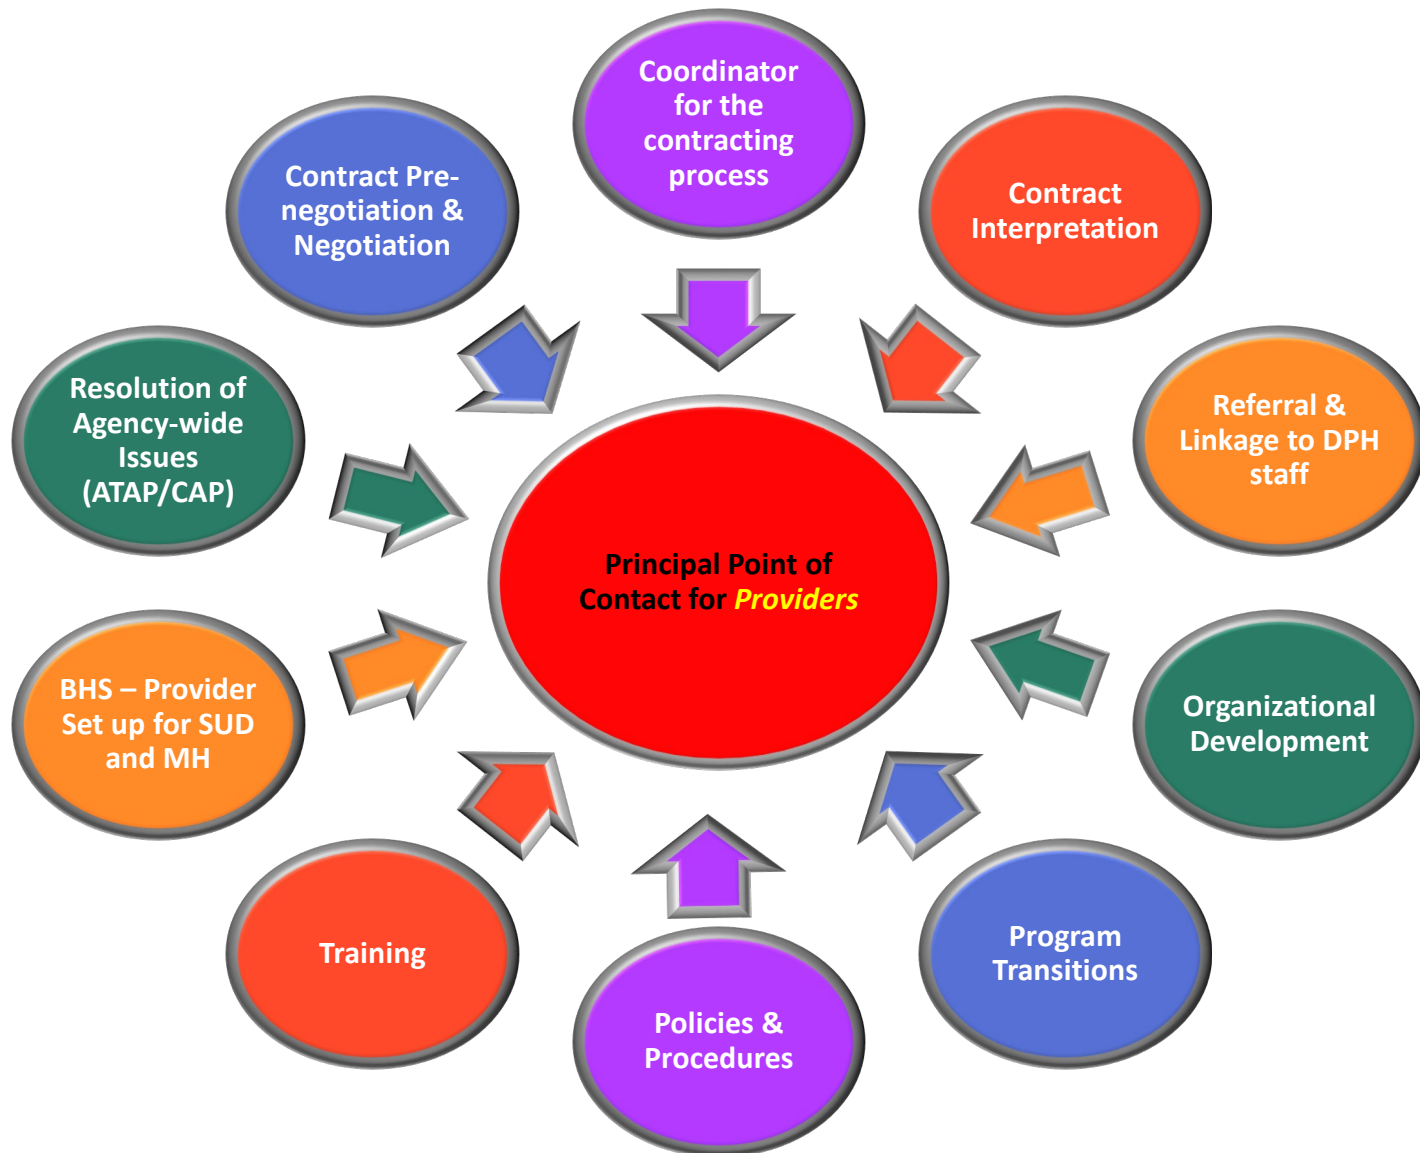 Coordinator
for the
contracting
process
Contract
Interpretation
Referral &
Linkage to DPH
staff
Organizational
Development
Program
Transitions
Policies &
Procedures
Training
BHS – Provider
Set up for SUD
and MH
Resolution of
Agency-wide
Issues
(ATAP/CAP)
Contract Pre-
negotiation &
Negotiation
Principal Point of
Contact for Providers